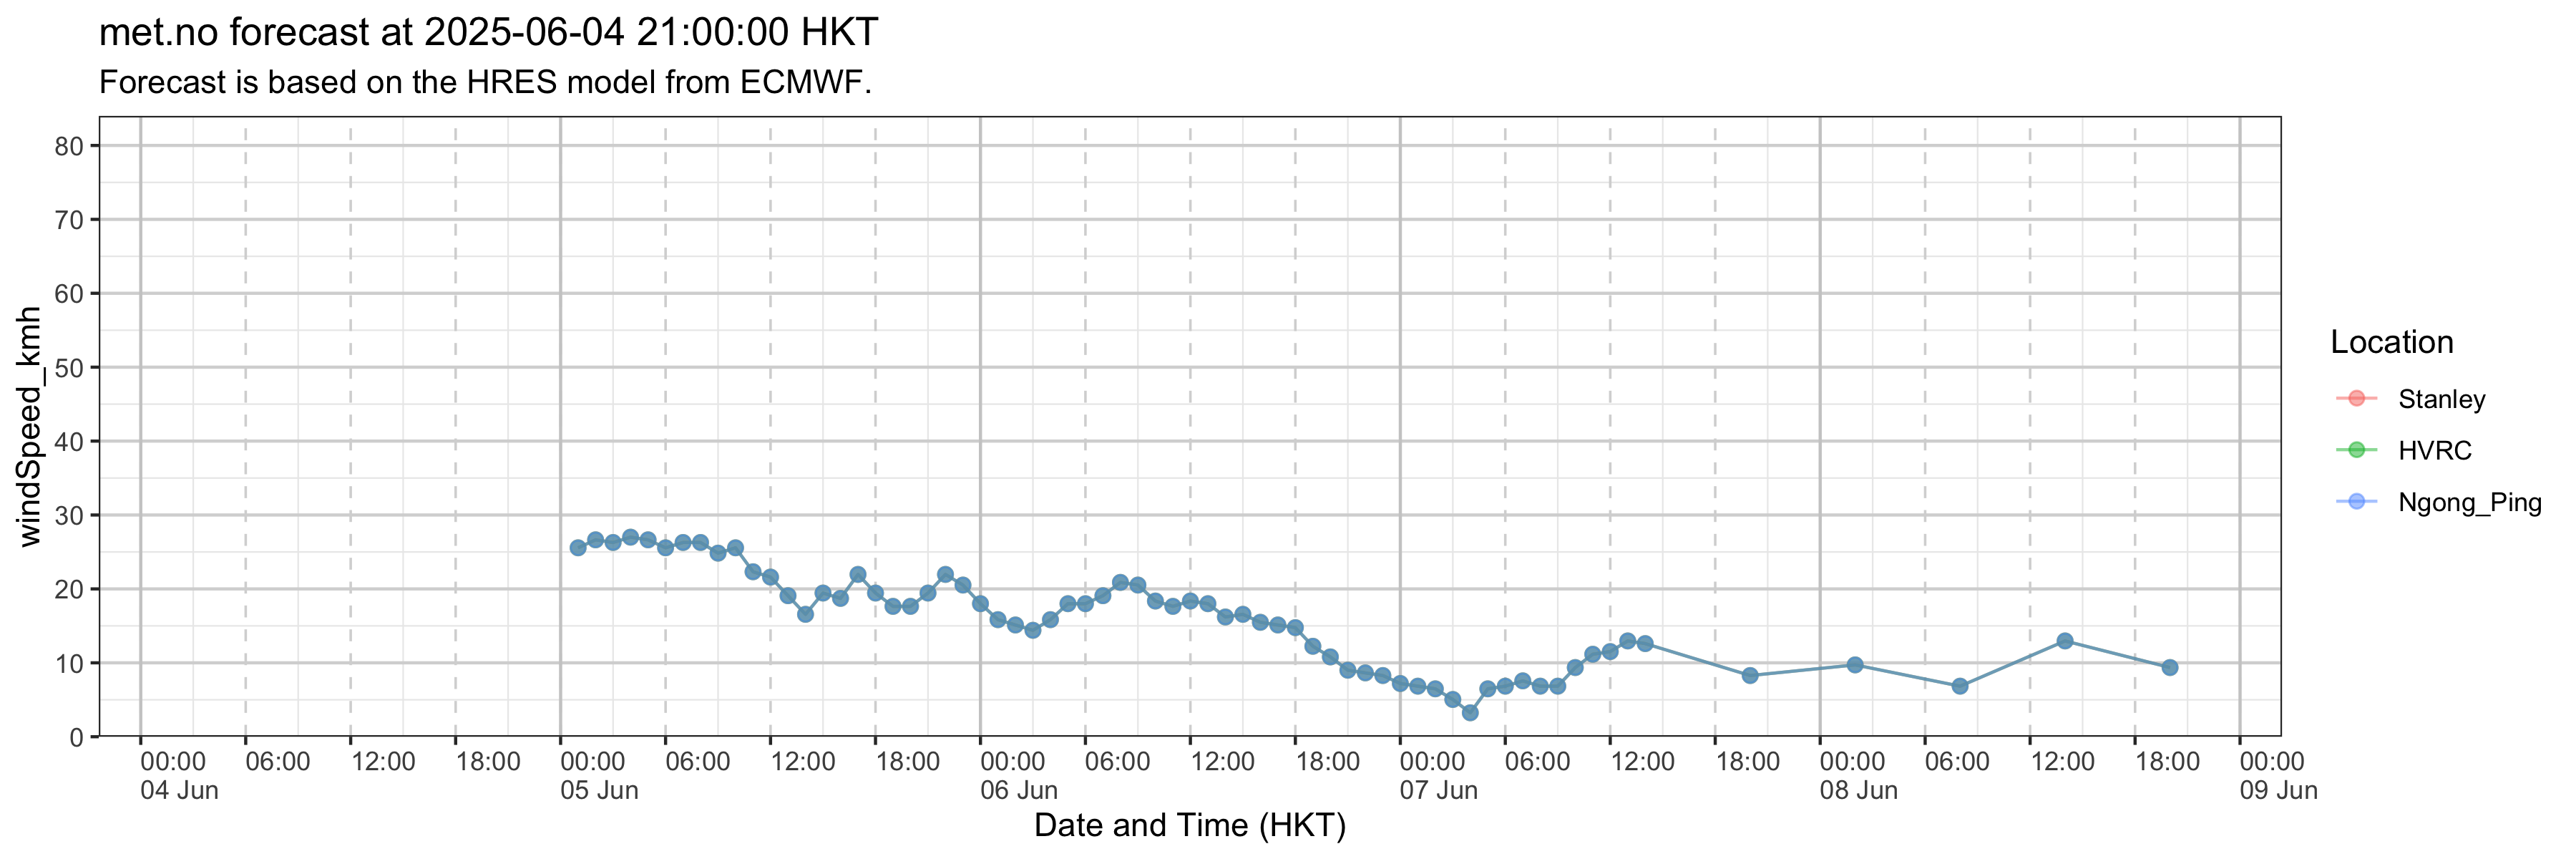 met.no forecast at 2025-06-04 21:00:00 HKT
Forecast is based on the HRES model from ECMWF.
windSpeed_kmh
80
70
60
50
40
30
20
10
0
00:00 06:00 12:00 18:00 00:00 06:00 12:00 18:00 00:00 06:00 12:00 18:00 00:00 06:00 12:00 18:00 00:00 06:00 12:00 18:00 00:00
04 Jun 05 Jun 06 Jun 07 Jun 08 Jun 09 Jun
Date and Time (HKT)
Location
Stanley
HVRC
Ngong_Ping